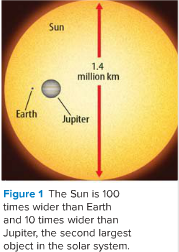 Sun
1.4
million km
Earth
Jupiter
Figure 1 The Sun is 100
times wider than Earth
and 10 times wider than
Jupiter, the second largest
object in the solar system.